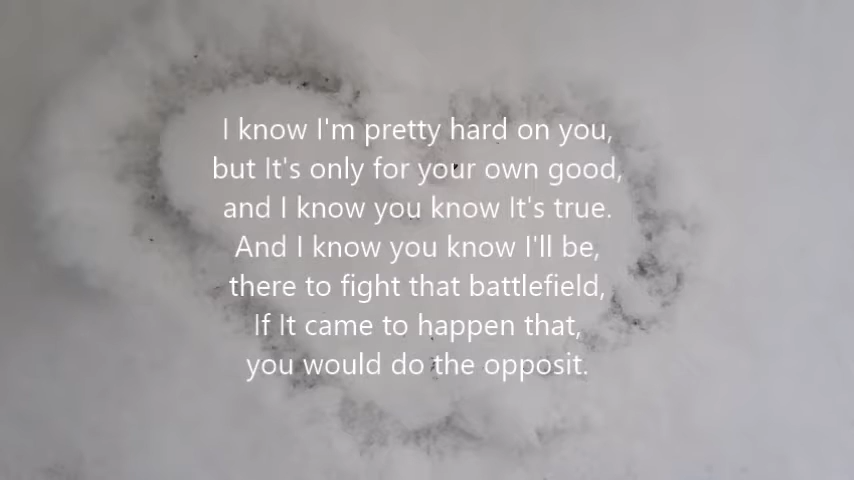 I know I'm pretty hard on you,
but It's only for your own good,
and I know you know It's true.
And I know you know I'll be,
there to fight that battlefield,
If It came to happen that,
you would do the opposit.